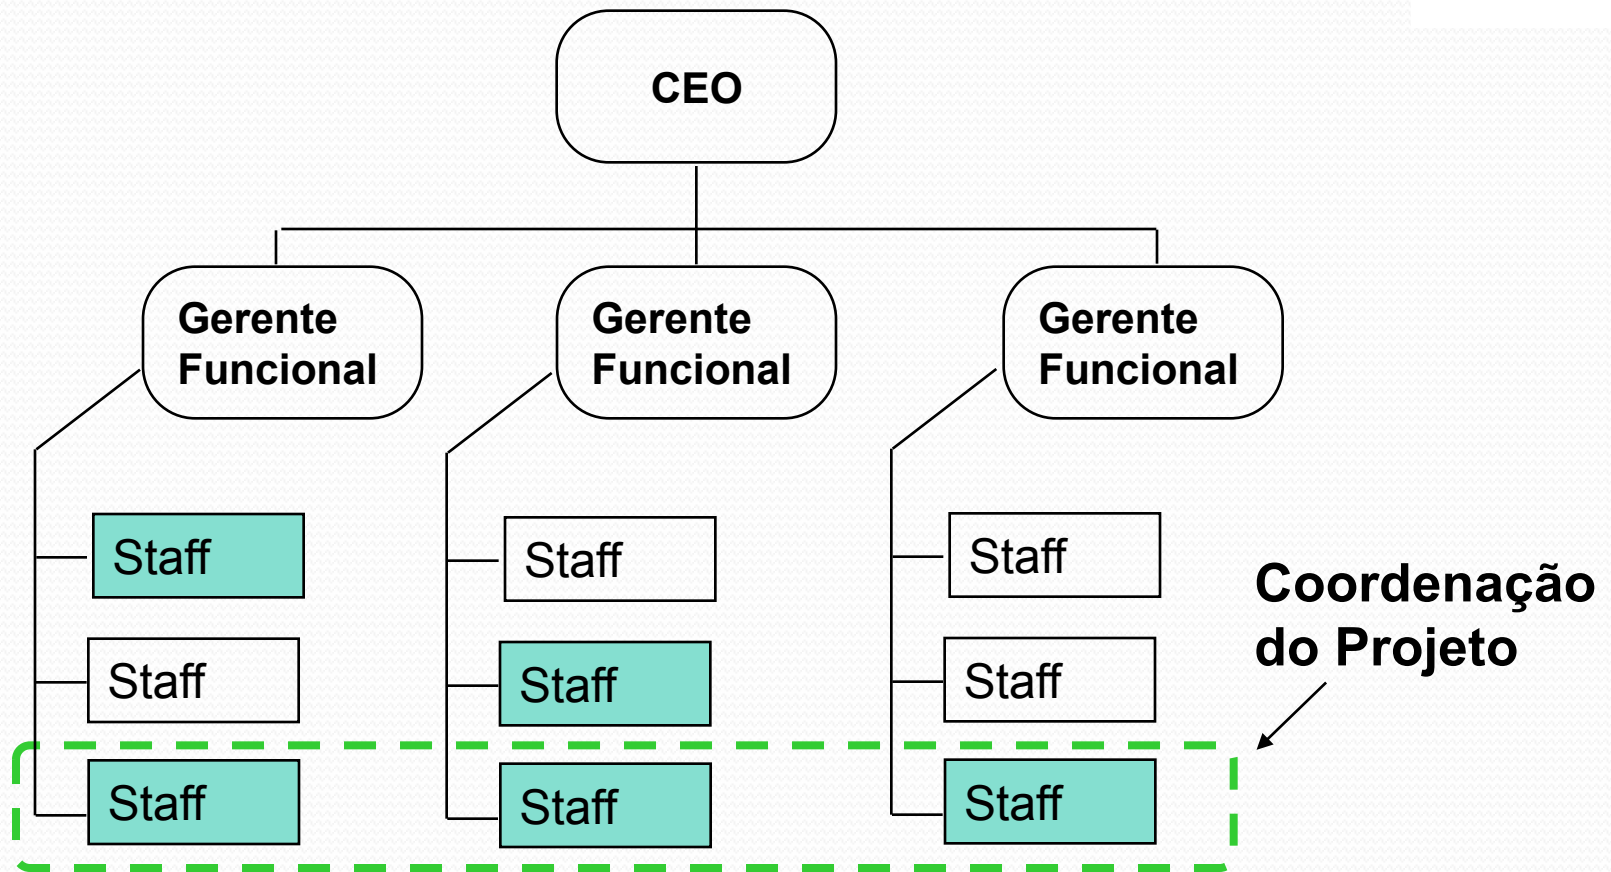 CEO
Gerente
Funcional
Gerente
Funcional
Gerente
Funcional
Staff
Staff
Staff
Staff
Staff
Staff
Staff
Staff
Staff
Coordenação
do Projeto